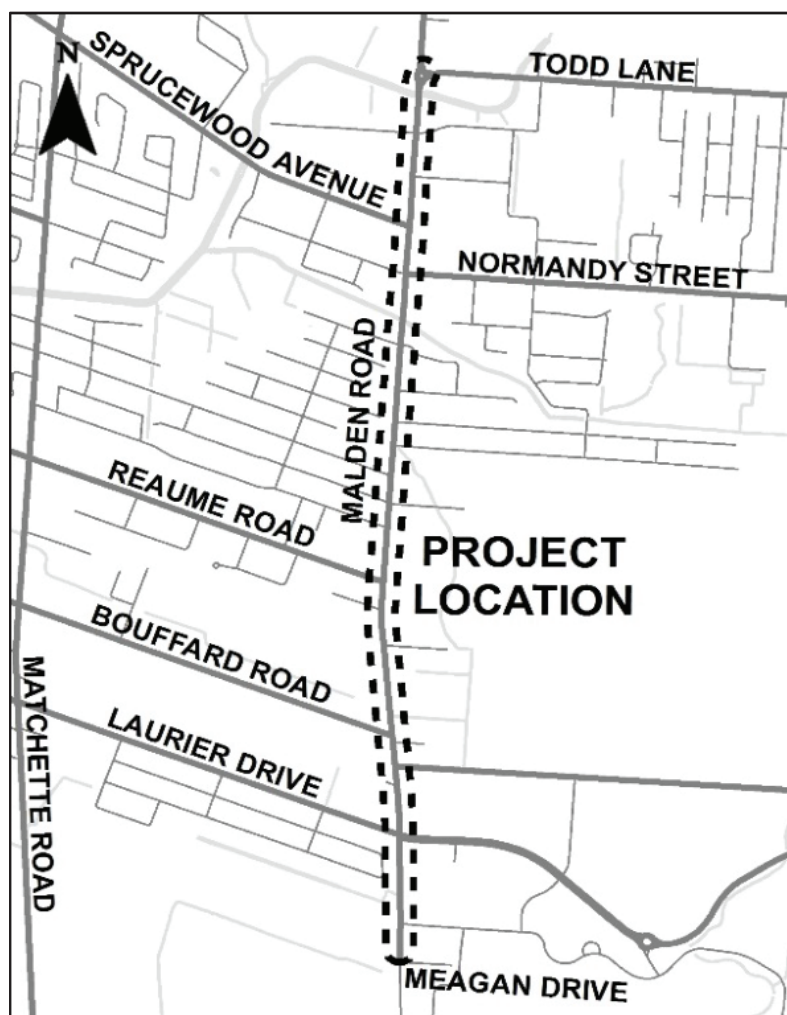 N
SPRUCEWOOD AVENUE
TODD LANE
NORMANDY STREET
MALDEN ROAD
REAUME ROAD
PROJECT
LOCATION
BOUFFARD ROAD
MATCHETTE ROAD
LAURIER DRIVE
MEAGAN DRIVE